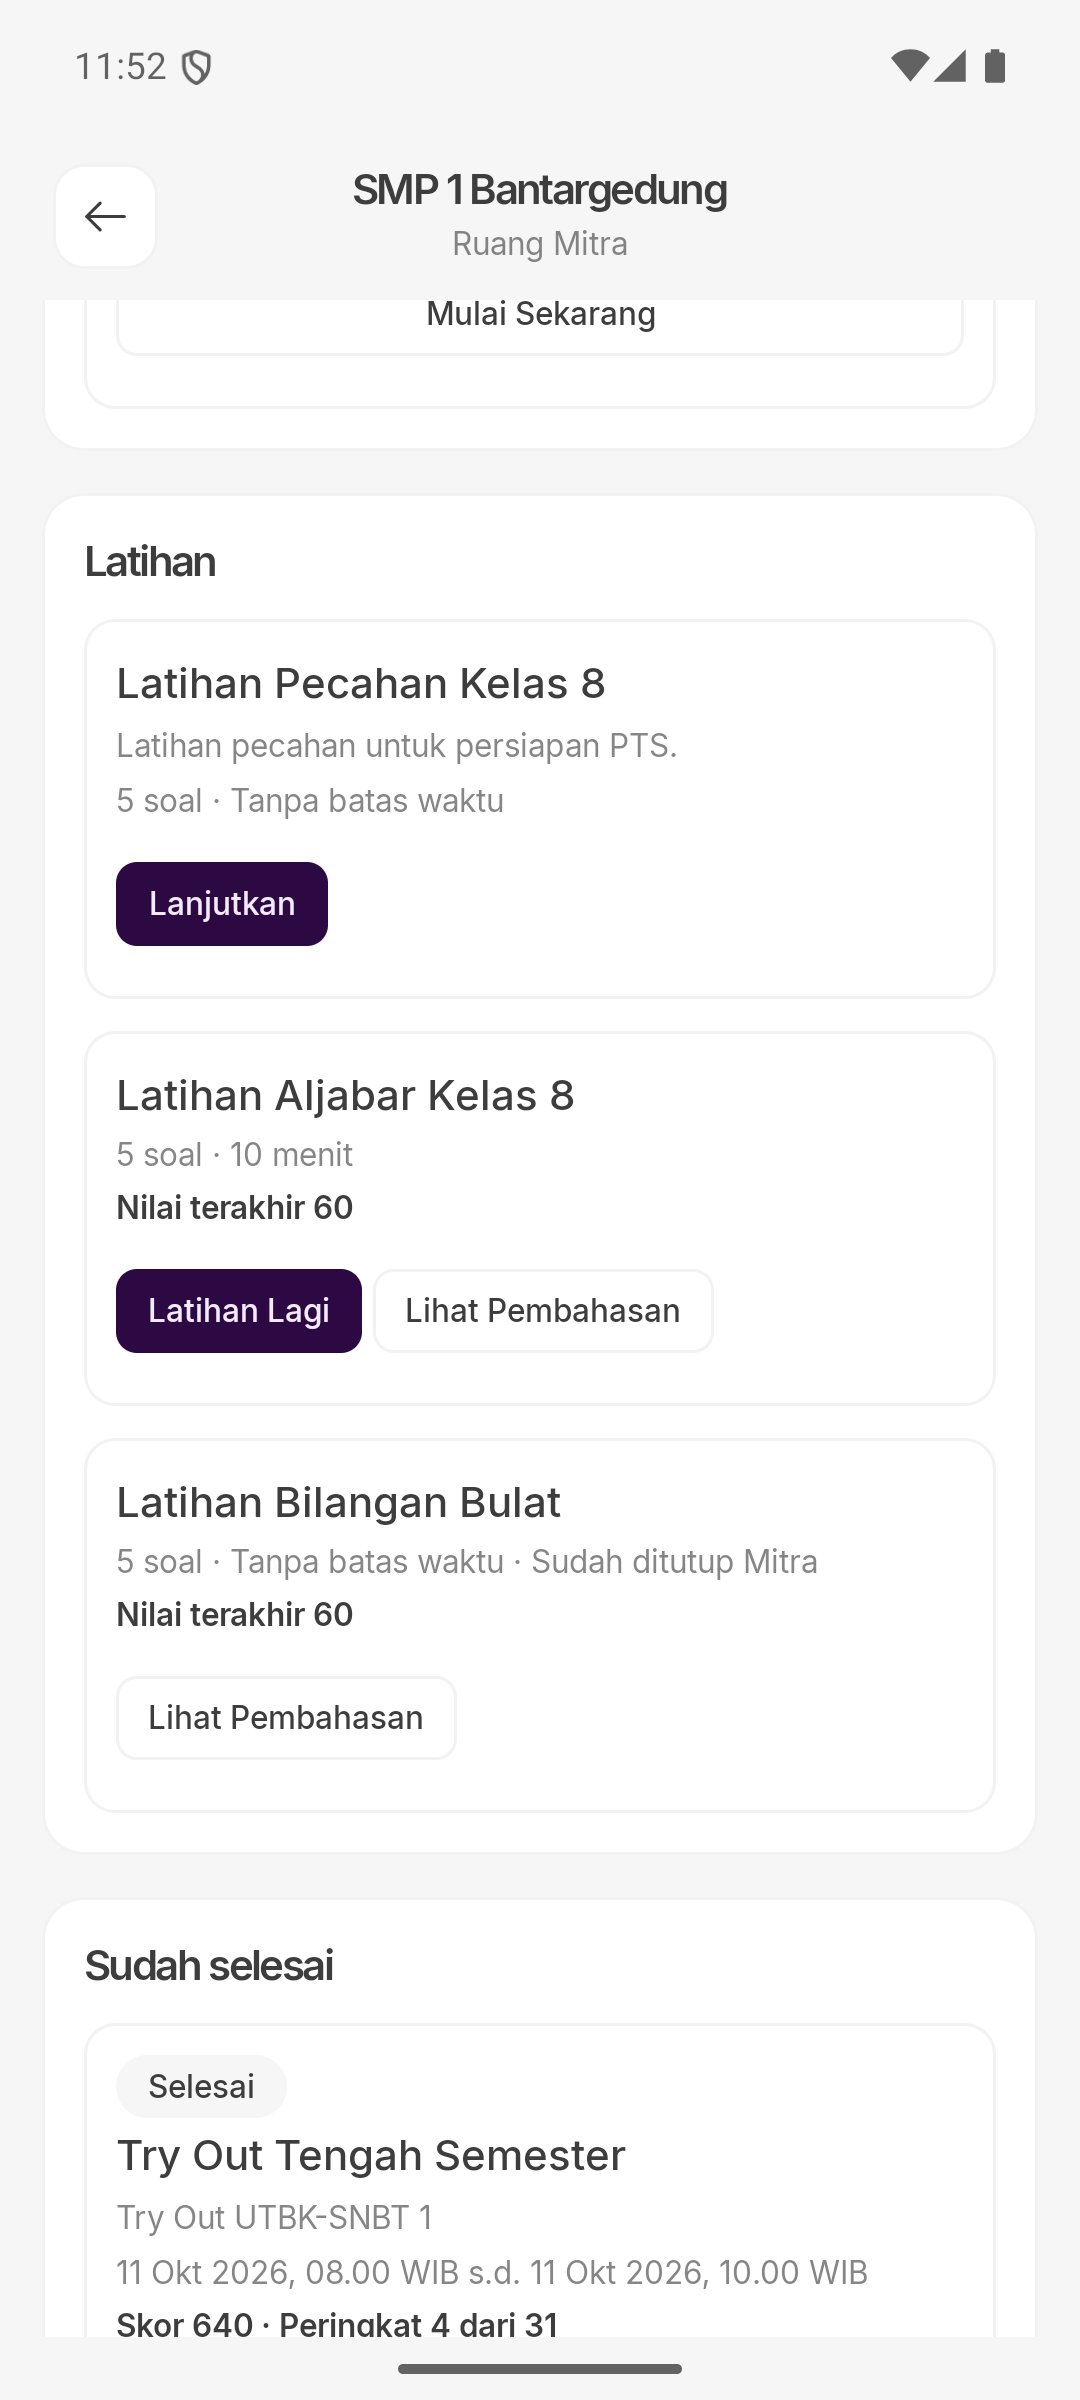 11:52
SMP 1 Bantargedung
Ruang Mitra
Mulai Sekarang
Latihan
Latihan Pecahan Kelas 8
Latihan pecahan untuk persiapan PTS.
5 soal · Tanpa batas waktu
Lanjutkan
Latihan Aljabar Kelas 8
5 soal · 10 menit
Nilai terakhir 60
Latihan Lagi
Lihat Pembahasan
Latihan Bilangan Bulat
5 soal · Tanpa batas waktu · Sudah ditutup Mitra
Nilai terakhir 60
Lihat Pembahasan
Sudah selesai
Selesai
Try Out Tengah Semester
Try Out UTBK-SNBT 1
11 Okt 2026, 08.00 WIB s.d. 11 Okt 2026, 10.00 WIB
Skor 640 · Peringkat 4 dari 31